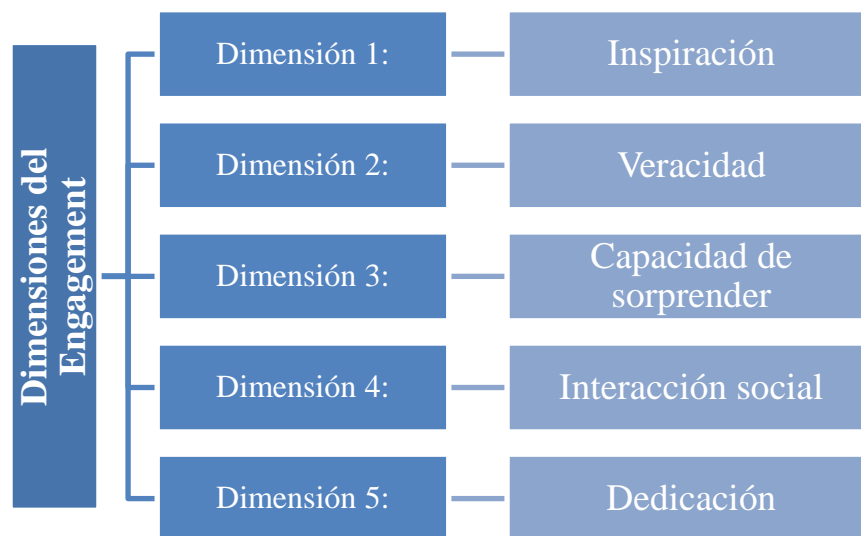 Dimensiones del
Engagement
Dimensión 1:
Inspiración
Dimensión 2:
Veracidad
Dimensión 3:
Capacidad de
sorprender
Dimensión 4:
Interacción social
Dimensión 5:
Dedicación